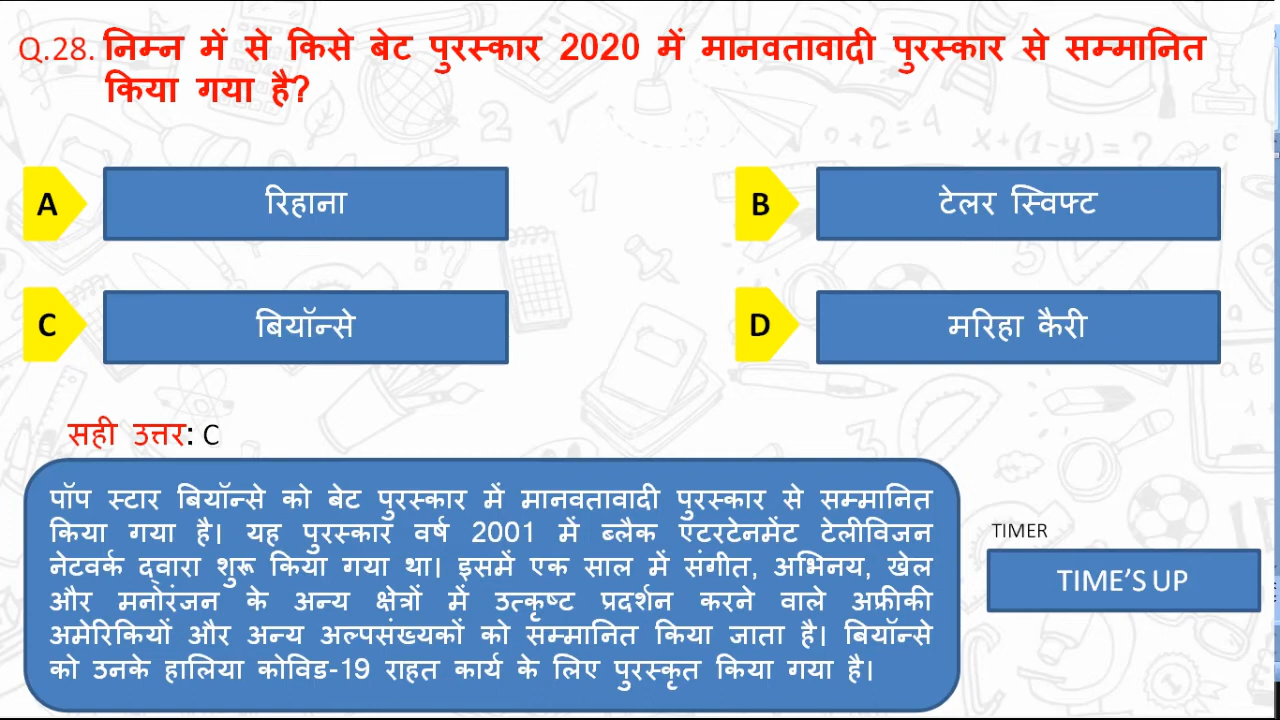 Q.28. निम्न में से किसे बेट पुरस्कार 2020 में मानवतावादी पुरस्कार से सम्मानित
किया गया है?
A रिहाना
B टेलर स्विफ्ट
C बियॉन्से
D मरिहा कैरी
सही उत्तर: C
पॉप स्टार बियॉन्से को बेट पुरस्कार में मानवतावादी पुरस्कार से सम्मानित
किया गया है। यह पुरस्कार वर्ष 2001 में ब्लैक एंटरटेनमेंट टेलीविजन
नेटवर्क द्वारा शुरू किया गया था। इसमें एक साल में संगीत, अभिनय, खेल
और मनोरंजन के अन्य क्षेत्रों में उत्कृष्ट प्रदर्शन करने वाले अफ्रीकी
अमेरिकियों और अन्य अल्पसंख्यकों को सम्मानित किया जाता है। बियॉन्से
को उनके हालिया कोविड-19 राहत कार्य के लिए पुरस्कृत किया गया है।
TIMER
TIME'S UP